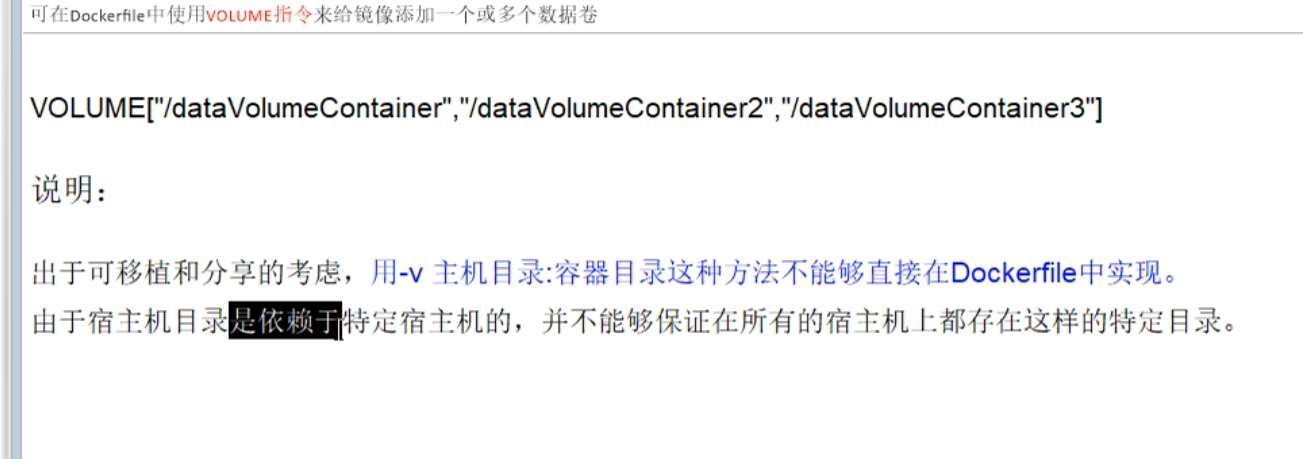 可在Dockerfile中使用VOLUME指令来给镜像添加一个或多个数据卷
VOLUME["/dataVolumeContainer","/dataVolumeContainer2","/dataVolumeContainer3"]
说明：
出于可移植和分享的考虑，用-v 主机目录:容器目录这种方法不能够直接在Dockerfile中实现。
由于宿主机目录是依赖于特定宿主机的，并不能够保证在所有的宿主机上都存在这样的特定目录。